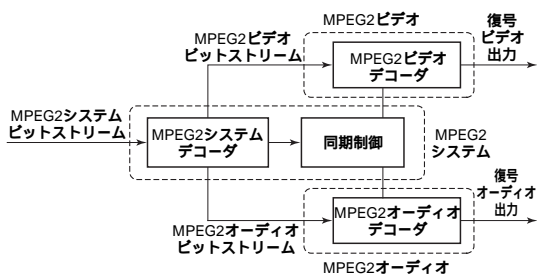 MPEG2ビデオ
MPEG2ビデオ
ビットストリーム
MPEG2ビデオ
デコーダ
復号
ビデオ
出力
MPEG2システム
ビットストリーム
MPEG2システム
デコーダ
同期制御
MPEG2
システム
MPEG2オーディオ
ビットストリーム
MPEG2オーディオ
デコーダ
復号
オーディオ
出力
MPEG2オーディオ